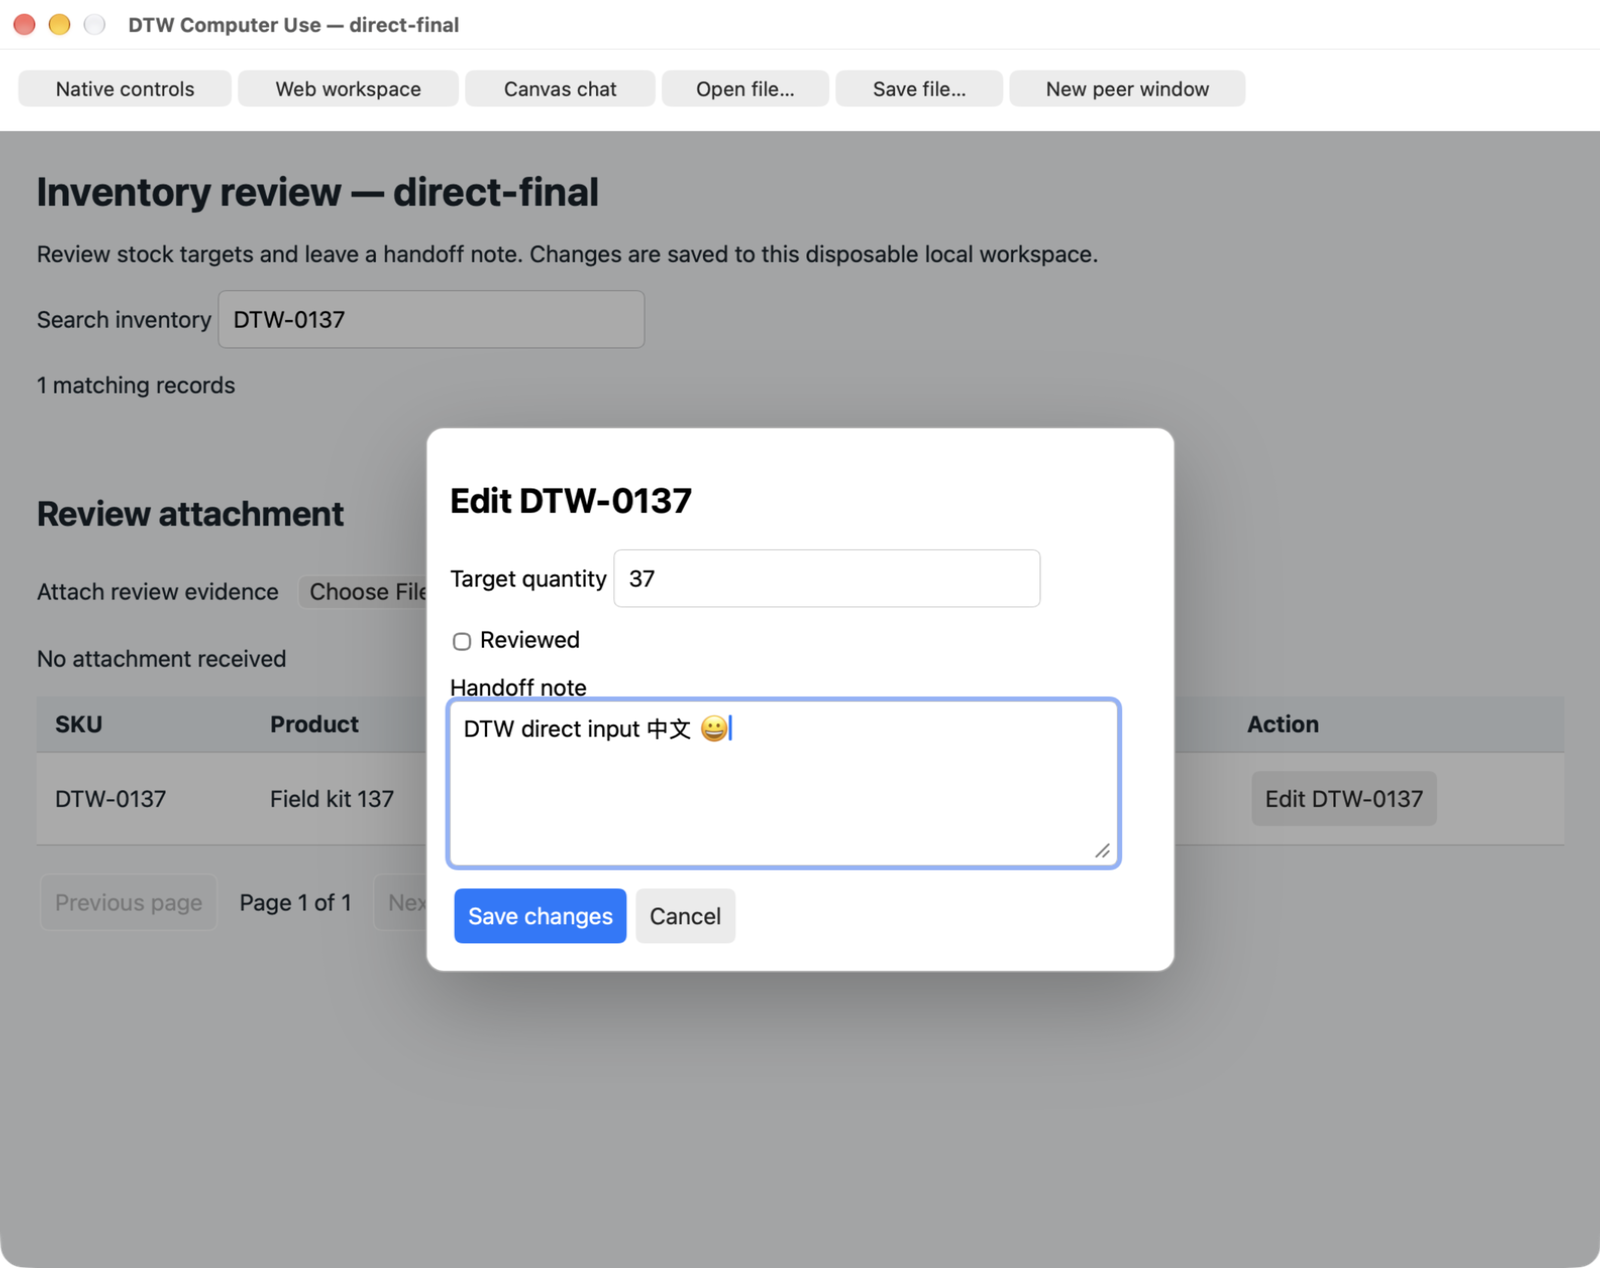 DTW Computer Use — direct-final
Native controls
Web workspace
Canvas chat
Open file...
Save file...
New peer window
Inventory review — direct-final
Review stock targets and leave a handoff note. Changes are saved to this disposable local workspace.
Search inventory DTW-0137
1 matching records
Review attachment
Attach review evidence Choose File
No attachment received
SKU Product Action
DTW-0137 Field kit 137 Edit DTW-0137
Previous page Page 1 of 1
Edit DTW-0137
Target quantity 37
Reviewed
Handoff note
DTW direct input 中文 😀
Save changes Cancel